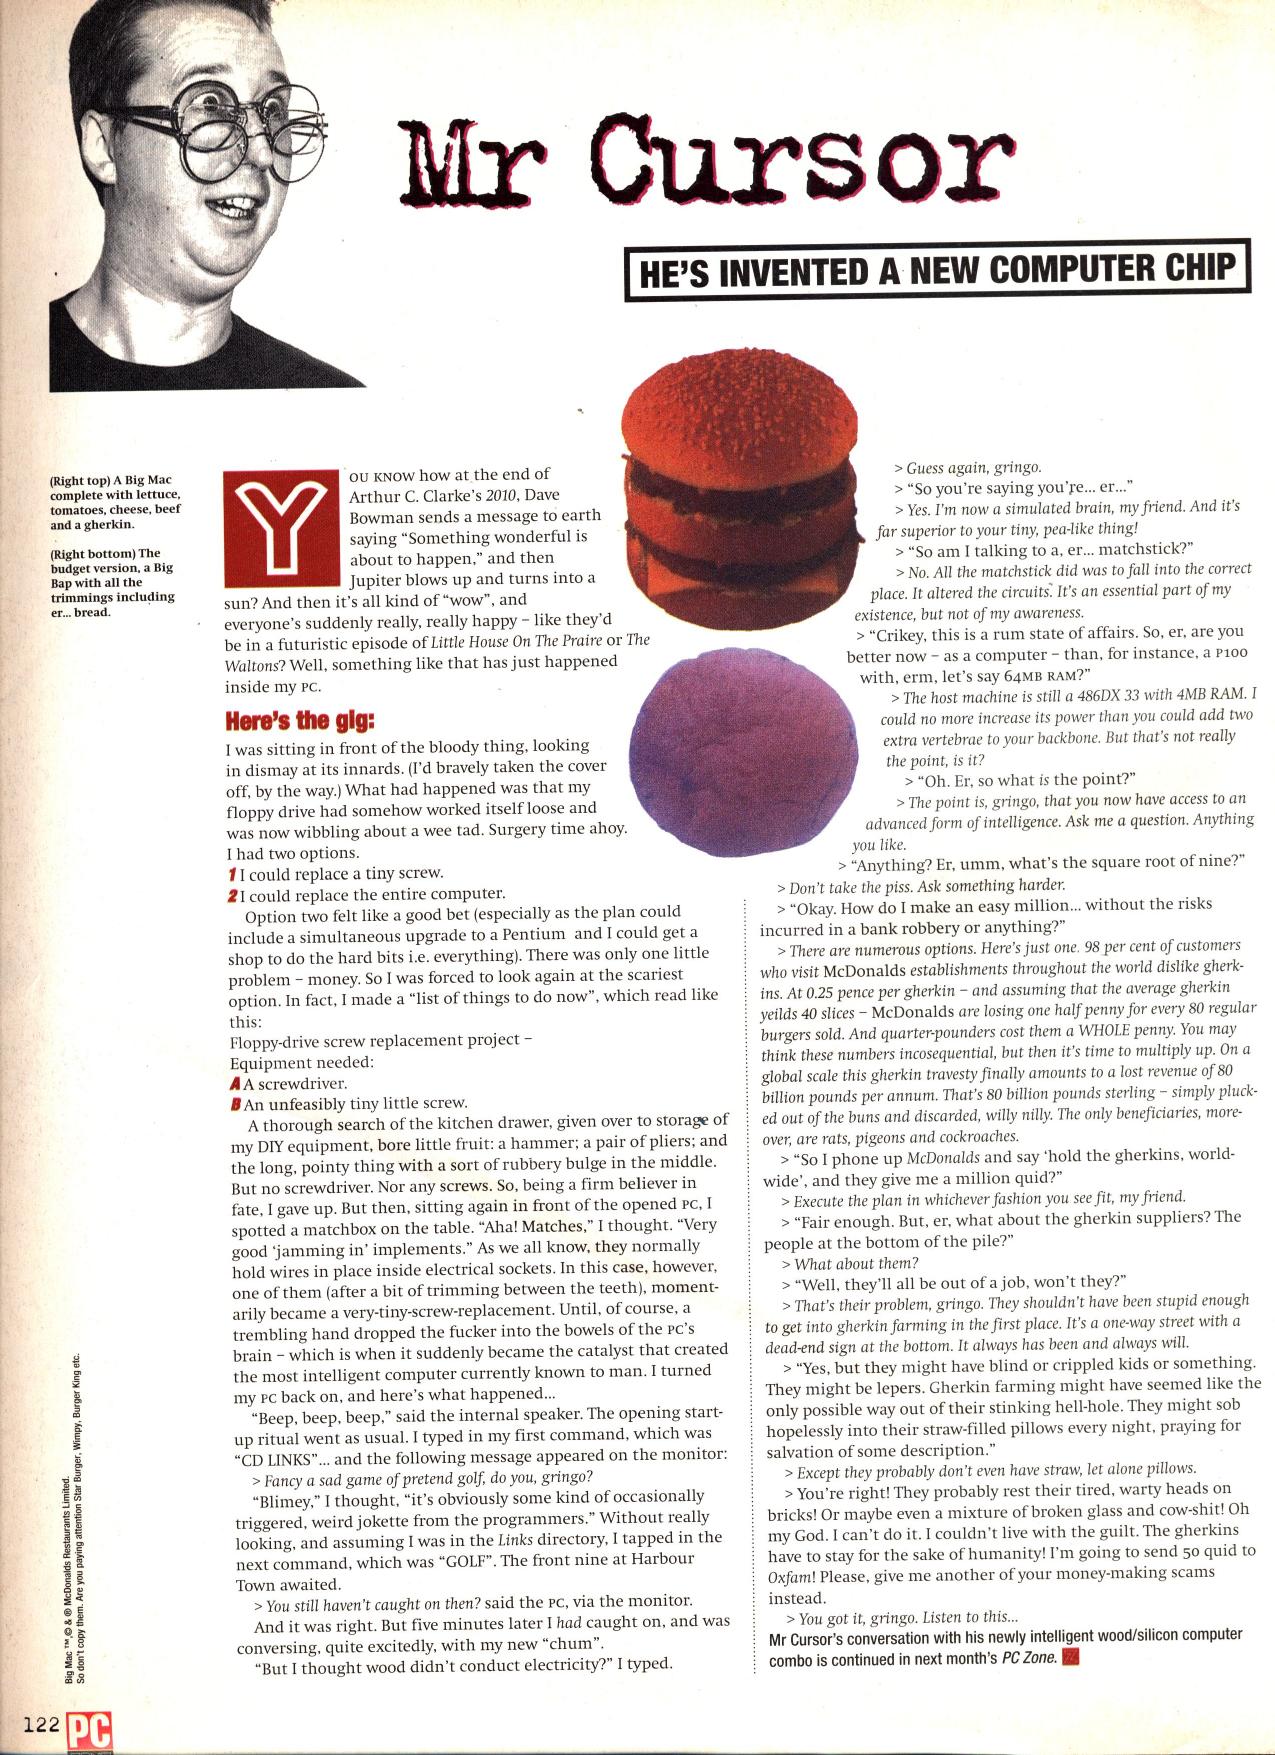 Mr Cursor
HE'S INVENTED A NEW COMPUTER CHIP
(Right top) A Big Mac
complete with lettuce,
tomatoes, cheese, beef
and a gherkin.
(Right bottom) The
budget version, a Big
Bap with all the
trimmings including
er... bread.
YOU KNOW how at the end of
Arthur C. Clarke's 2010, Dave
Bowman sends a message to earth
saying “Something wonderful is
about to happen,” and then
Jupiter blows up and turns into a
sun? And then it's all kind of “wow”, and
everyone's suddenly really, really happy – like they'd
be in a futuristic episode of Little House On The Praire or The
Waltons? Well, something like that has just happened
inside my PC.
Here's the gig:
I was sitting in front of the bloody thing, looking
in dismay at its innards. (I'd bravely taken the cover
off, by the way.) What had happened was that my
floppy drive had somehow worked itself loose and
was now wibbling about a wee tad. Surgery time ahoy.
I had two options.
1 I could replace a tiny screw.
2 I could replace the entire computer.
Option two felt like a good bet (especially as the plan could
include a simultaneous upgrade to a Pentium and I could get a
shop to do the hard bits i.e. everything). There was only one little
problem – money. So I was forced to look again at the scariest
option. In fact, I made a “list of things to do now”, which read like
this:
Floppy-drive screw replacement project –
Equipment needed:
A A screwdriver.
B An unfeasibly tiny little screw.
A thorough search of the kitchen drawer, given over to storage of
my DIY equipment, bore little fruit: a hammer; a pair of pliers; and
the long, pointy thing with a sort of rubbery bulge in the middle.
But no screwdriver. Nor any screws. So, being a firm believer in
fate, I gave up. But then, sitting again in front of the opened PC, I
spotted a matchbox on the table. “Aha! Matches,” I thought. “Very
good ‘jamming in’ implements.” As we all know, they normally
hold wires in place inside electrical sockets. In this case, however,
one of them (after a bit of trimming between the teeth), moment-
arily became a very-tiny-screw-replacement. Until, of course, a
trembling hand dropped the fucker into the bowels of the PC's
brain – which is when it suddenly became the catalyst that created
the most intelligent computer currently known to man. I turned
my PC back on, and here's what happened...
“Beep, beep, beep,” said the internal speaker. The opening start-
up ritual went as usual. I typed in my first command, which was
“CD LINKS”... and the following message appeared on the monitor:
> Fancy a sad game of pretend golf, do you, gringo?
“Blimey,” I thought, “it's obviously some kind of occasionally
triggered, weird jokette from the programmers.” Without really
looking, and assuming I was in the Links directory, I tapped in the
next command, which was “GOLF”. The front nine at Harbour
Town awaited.
> You still haven't caught on then? said the PC, via the monitor.
And it was right. But five minutes later I had caught on, and was
conversing, quite excitedly, with my new “chum”.
“But I thought wood didn't conduct electricity?” I typed.
> Guess again, gringo.
> “So you're saying you're... er...”
> Yes. I'm now a simulated brain, my friend. And it's
far superior to your tiny, pea-like thing!
> “So am I talking to a, er... matchstick?”
> No. All the matchstick did was to fall into the correct
place. It altered the circuits. It's an essential part of my
existence, but not of my awareness.
> “Crikey, this is a rum state of affairs. So, er, are you
better now – as a computer – than, for instance, a P100
with, erm, let's say 64MB RAM?”
> The host machine is still a 486DX 33 with 4MB RAM. I
could no more increase its power than you could add two
extra vertebrae to your backbone. But that's not really
the point, is it?
> “Oh. Er, so what is the point?”
> The point is, gringo, that you now have access to an
advanced form of intelligence. Ask me a question. Anything
you like.
> “Anything? Er, umm, what's the square root of nine?”
> Don't take the piss. Ask something harder.
> “Okay. How do I make an easy million... without the risks
incurred in a bank robbery or anything?”
> There are numerous options. Here's just one. 98 per cent of customers
who visit McDonalds establishments throughout the world dislike gherk-
ins. At 0.25 pence per gherkin – and assuming that the average gherkin
yeilds 40 slices – McDonalds are losing one half penny for every 80 regular
burgers sold. And quarter-pounders cost them a WHOLE penny. You may
think these numbers incosequential, but then it's time to multiply up. On a
global scale this gherkin travesty finally amounts to a lost revenue of 80
billion pounds per annum. That's 80 billion pounds sterling – simply pluck-
ed out of the buns and discarded, willy nilly. The only beneficiaries, more-
over, are rats, pigeons and cockroaches.
> “So I phone up McDonalds and say ‘hold the gherkins, world-
wide’, and they give me a million quid?”
> Execute the plan in whichever fashion you see fit, my friend.
> “Fair enough. But, er, what about the gherkin suppliers? The
people at the bottom of the pile?”
> What about them?
> “Well, they'll all be out of a job, won't they?”
> That's their problem, gringo. They shouldn't have been stupid enough
to get into gherkin farming in the first place. It's a one-way street with a
dead-end sign at the bottom. It always has been and always will.
> “Yes, but they might have blind or crippled kids or something.
They might be lepers. Gherkin farming might have seemed like the
only possible way out of their stinking hell-hole. They might sob
hopelessly into their straw-filled pillows every night, praying for
salvation of some description.”
> Except they probably don't even have straw, let alone pillows.
> You're right! They probably rest their tired, warty heads on
bricks! Or maybe even a mixture of broken glass and cow-shit! Oh
my God. I can't do it. I couldn't live with the guilt. The gherkins
have to stay for the sake of humanity! I'm going to send 50 quid to
Oxfam! Please, give me another of your money-making scams
instead.
> You got it, gringo. Listen to this...
Mr Cursor's conversation with his newly intelligent wood/silicon computer
combo is continued in next month's PC Zone.
Big Mac ™,© & ® McDonalds Restaurants Limited.
So don't copy them. Are you paying attention Star Burger, Wimpy, Burger King etc.
122 PC